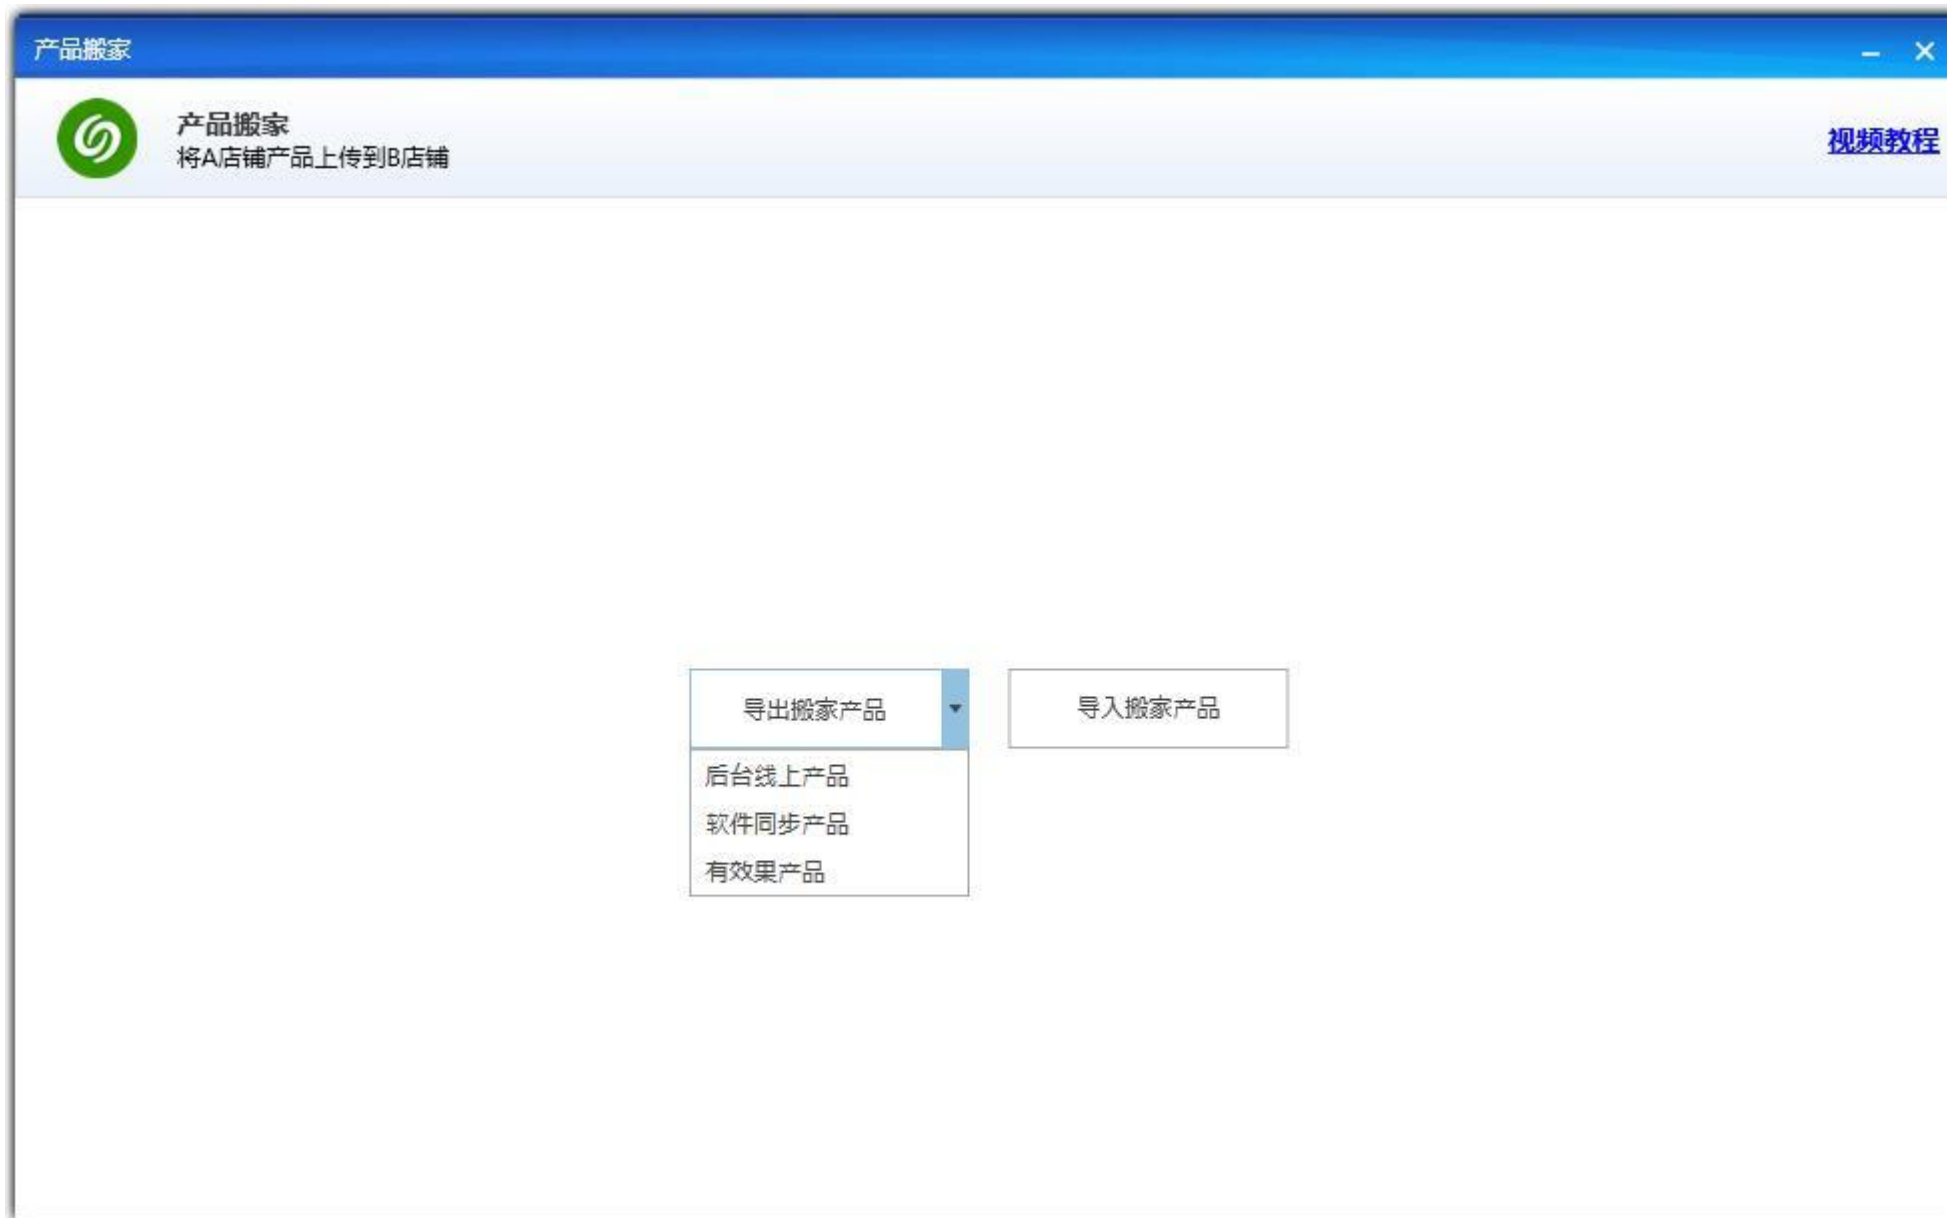 产品搬家
产品搬家
将A店铺产品上传到B店铺
视频教程
导出搬家产品
导入搬家产品
后台线上产品
软件同步产品
有效果产品